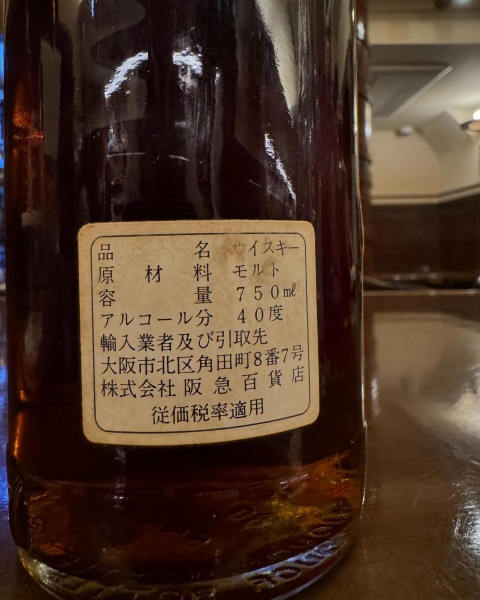 品名 ウイスキー
原材料 モルト
容量 750ml
アルコール分 40度
輸入業者及び引取先
大阪市北区角田町8番7号
株式会社阪急百貨店
従価税率適用